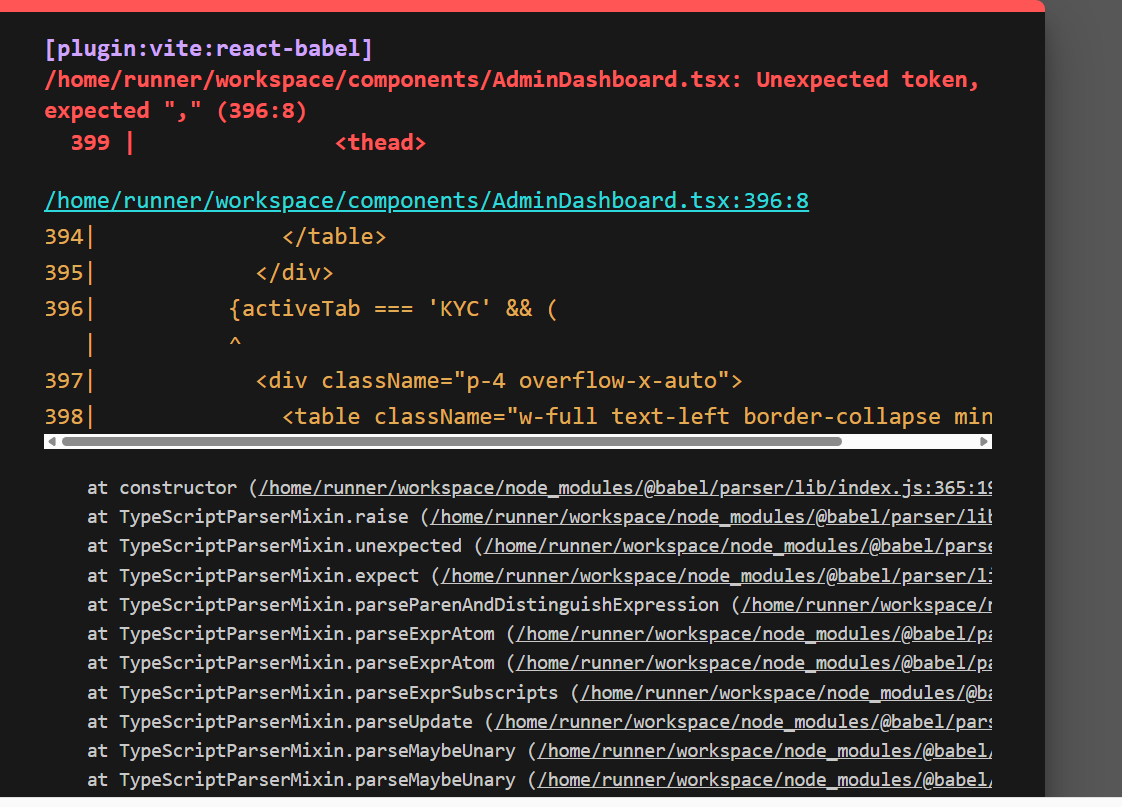 [plugin:vite:react-babel]
/home/runner/workspace/components/AdminDashboard.tsx: Unexpected token,
expected "," (396:8)
399 |                <thead>
/home/runner/workspace/components/AdminDashboard.tsx:396:8
394|              </table>
395|            </div>
396|          {activeTab === 'KYC' && (
|          ^
397|            <div className="p-4 overflow-x-auto">
398|              <table className="w-full text-left border-collapse min
at constructor (/home/runner/workspace/node_modules/@babel/parser/lib/index.js:365:19
at TypeScriptParserMixin.raise (/home/runner/workspace/node_modules/@babel/parser/lib
at TypeScriptParserMixin.unexpected (/home/runner/workspace/node_modules/@babel/parse
at TypeScriptParserMixin.expect (/home/runner/workspace/node_modules/@babel/parser/li
at TypeScriptParserMixin.parseParenAndDistinguishExpression (/home/runner/workspace/n
at TypeScriptParserMixin.parseExprAtom (/home/runner/workspace/node_modules/@babel/pa
at TypeScriptParserMixin.parseExprAtom (/home/runner/workspace/node_modules/@babel/pa
at TypeScriptParserMixin.parseExprSubscripts (/home/runner/workspace/node_modules/@ba
at TypeScriptParserMixin.parseUpdate (/home/runner/workspace/node_modules/@babel/pars
at TypeScriptParserMixin.parseMaybeUnary (/home/runner/workspace/node_modules/@babel/
at TypeScriptParserMixin.parseMaybeUnary (/home/runner/workspace/node_modules/@babel/